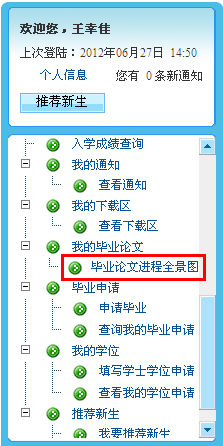 欢迎您，王幸佳
上次登陆：2012年06月27日 14:50
个人信息 您有 0 条新通知
推荐新生
入学成绩查询
我的通知
查看通知
我的下载区
查看下载区
我的毕业论文
毕业论文进程全景图
毕业申请
申请毕业
查询我的毕业申请
我的学位
填写学士学位申请
查看我的学位申请
推荐新生
我要推荐新生